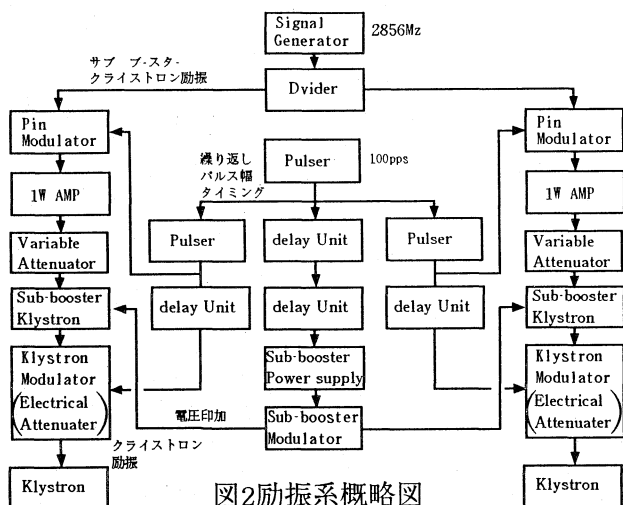 Signal
Generator
2856Mz
サブ ブ-スタ-
クライストロン励振
Dvider
Pin
Modulator
Pin
Modulator
繰り返し
パルス幅
タイミング
Pulser
100pps
1W AMP
1W AMP
Pulser
delay Unit
Pulser
Variable
Attenuator
Variable
Attenuator
delay Unit
delay Unit
delay Unit
Sub-booster
Klystron
Sub-booster
Klystron
Klystron
Modulator
(Electrical
Attenuater)
Sub-booster
Power supply
Klystron
Modulator
(Electrical
Attenuater)
電圧印加
Sub-booster
Modulator
クライストロン
励振
Klystron
Klystron
図2励振系概略図